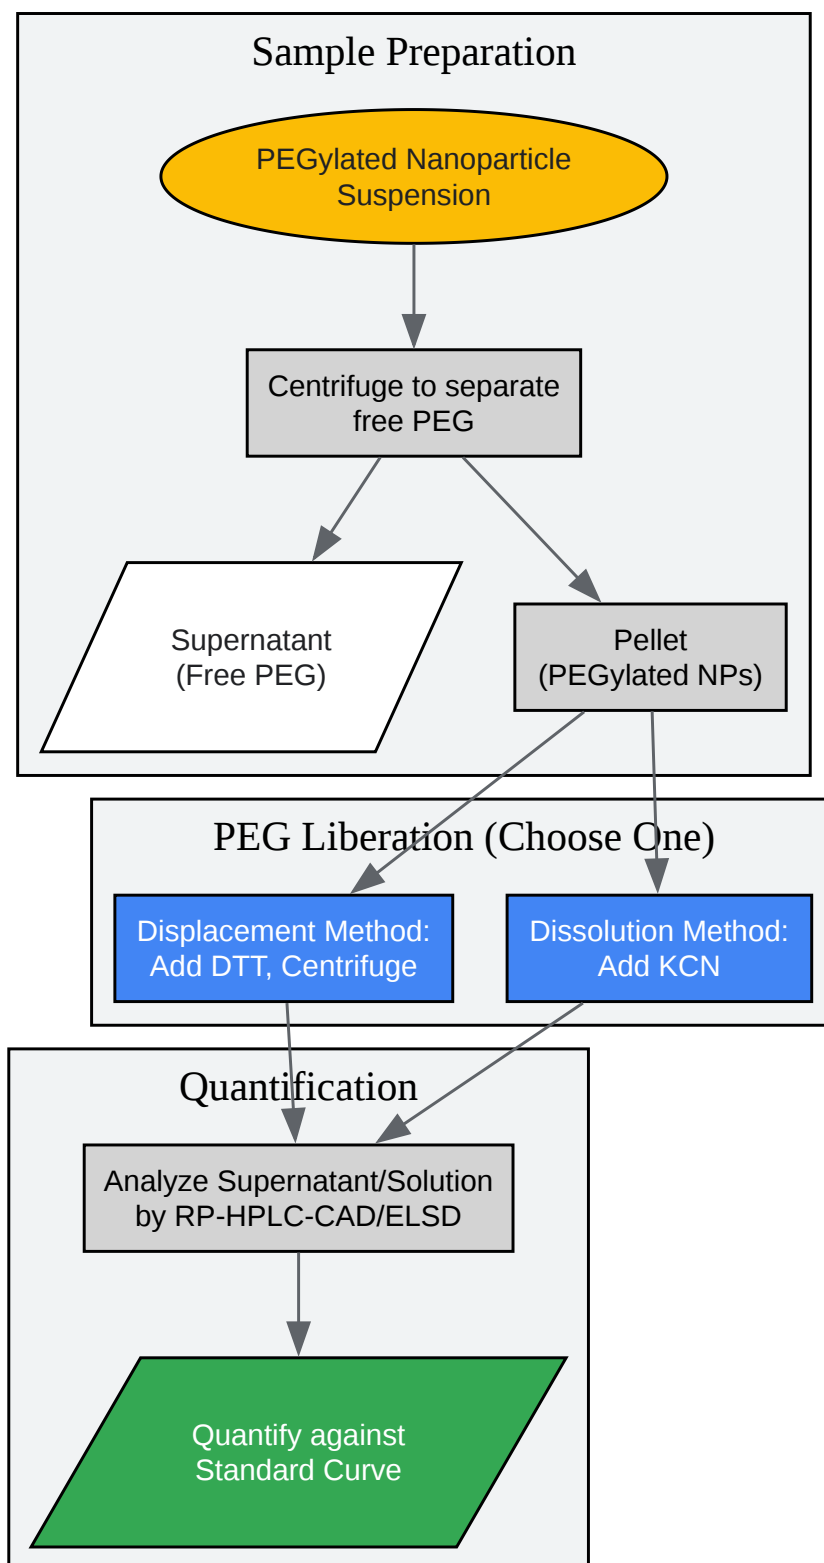 Sample Preparation
PEGylated Nanoparticle
Suspension
Centrifuge to separate
free PEG
Supernatant
(Free PEG)
Pellet
(PEGylated NPs)
PEG Liberation (Choose One)
Displacement Method:
Add DTT, Centrifuge
Dissolution Method:
Add KCN
Quantification
Analyze Supernatant/Solution
by RP-HPLC-CAD/ELSD
Quantify against
Standard Curve